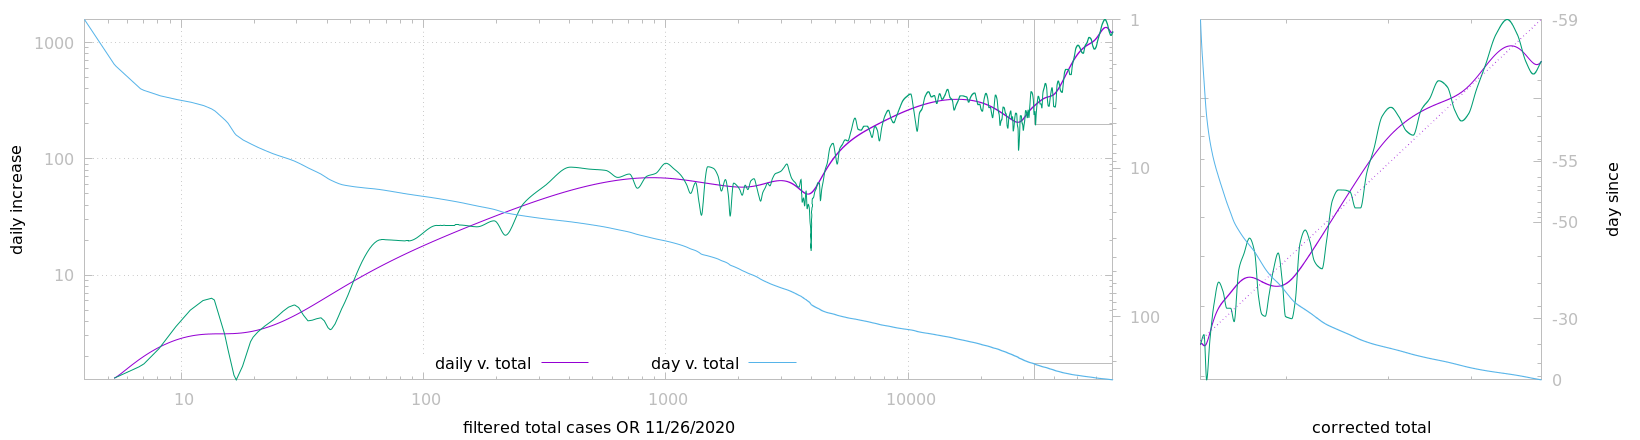 1000
100
10
daily increase
10
100
1000
10000
filtered total cases OR 11/26/2020
daily v. total
day v. total
1
10
100
-59
-55
-50
-30
0
day since
corrected total